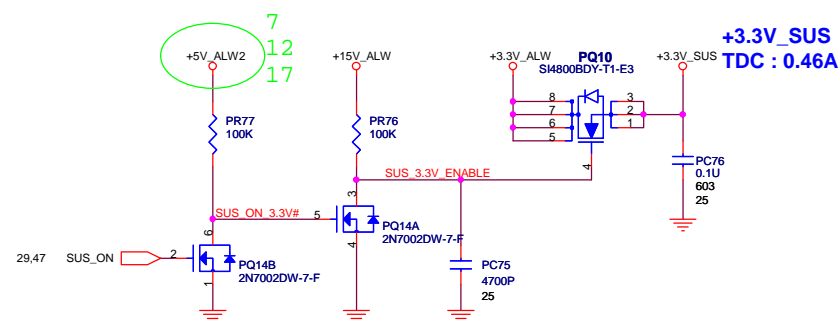 7
12
17
+5V_ALW2
+15V_ALW
+3.3V_ALW
PQ10
SI4800BDY-T1-E3
+3.3V_SUS
+3.3V_SUS
TDC : 0.46A
PR77
100K
PR76
100K
8
7
6
5
3
2
1
4
PC76
0.1U
603
25
SUS_3.3V_ENABLE
SUS_ON_3.3V#
5
3
4
PQ14A
2N7002DW-7-F
29,47
SUS_ON
2
6
1
PQ14B
2N7002DW-7-F
PC75
4700P
25